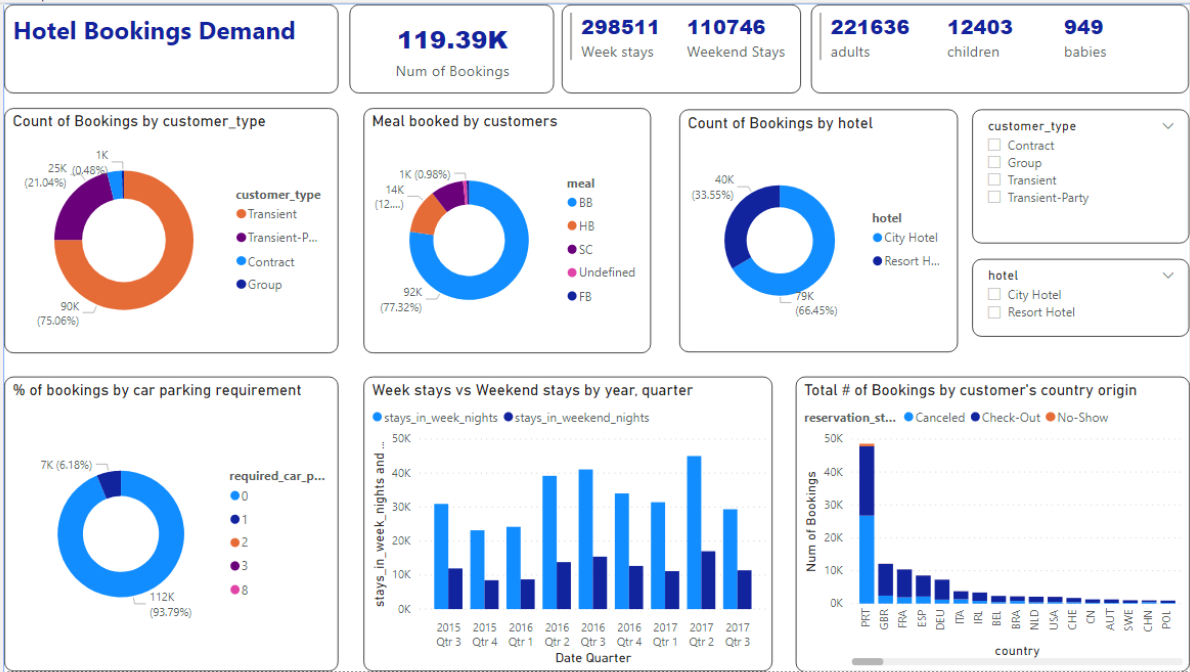 Hotel Bookings Demand
119.39K
Num of Bookings
298511
Week stays
110746
Weekend Stays
221636
adults
12403
children
949
babies
Count of Bookings by customer_type
1K
(0.48%)
25K
(21.04%)
90K
(75.06%)
customer_type
Transient
Transient-P...
Contract
Group
Meal booked by customers
1K (0.98%)
14K
(12....)
92K
(77.32%)
meal
BB
HB
SC
Undefined
FB
Count of Bookings by hotel
40K
(33.55%)
79K
(66.45%)
hotel
City Hotel
Resort H...
customer_type
Contract
Group
Transient
Transient-Party
hotel
City Hotel
Resort Hotel
% of bookings by car parking requirement
7K (6.18%)
112K
(93.79%)
required_car_p...
0
1
2
3
8
Week stays vs Weekend stays by year, quarter
stays_in_week_nights
stays_in_weekend_nights
stays_in_week_nights and ...
50K
40K
30K
20K
10K
0K
2015 2015 2016 2016 2016 2016 2017 2017 2017
Qtr 3 Qtr 4 Qtr 1 Qtr 2 Qtr 3 Qtr 4 Qtr 1 Qtr 2 Qtr 3
Date Quarter
Total # of Bookings by customer's country origin
reservation_st... Canceled Check-Out No-Show
Num of Bookings
50K
40K
30K
20K
10K
0K
PRT GBR FRA ESP DEU ITA IRL BEL BRA NLD USA CHE CN AUT SWE CHN POL
country